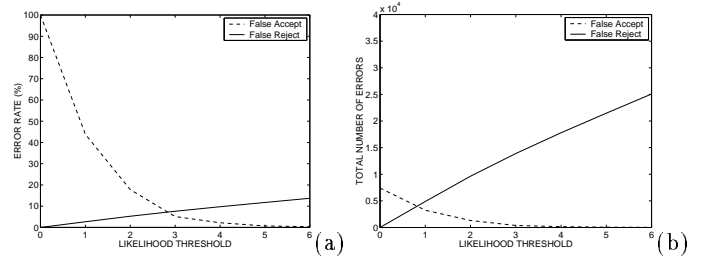 100
90
80
70
60
50
40
30
20
10
0
ERROR RATE (%)
False Accept
False Reject
0 1 2 3 4 5 6
LIKELIHOOD THRESHOLD
(a)
x 10^4
4
3.5
3
2.5
2
1.5
1
0.5
0
TOTAL NUMBER OF ERRORS
False Accept
False Reject
0 1 2 3 4 5 6
LIKELIHOOD THRESHOLD
(b)